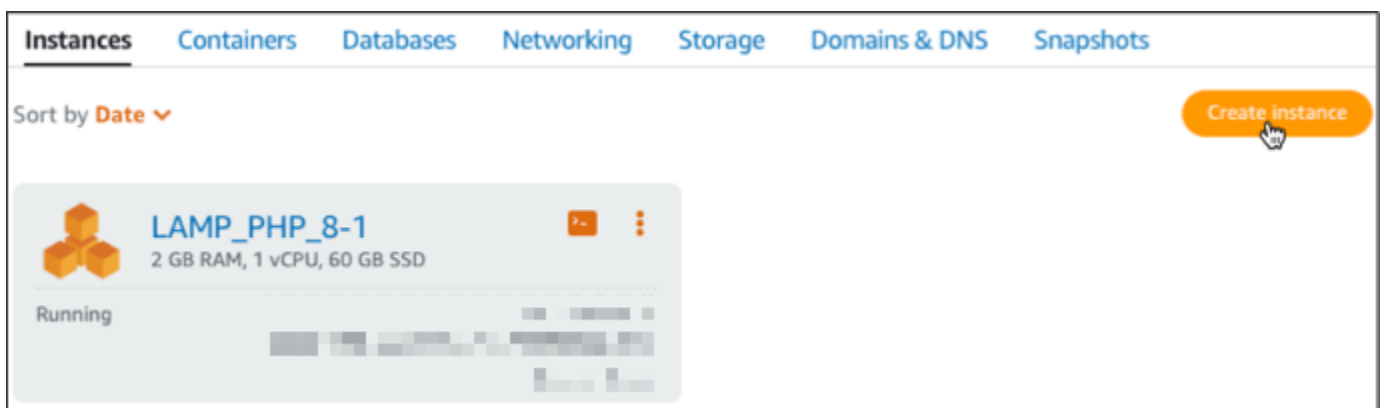 Instances Containers Databases Networking Storage Domains & DNS Snapshots
Sort by Date
Create instance
LAMP_PHP_8-1
2 GB RAM, 1 vCPU, 60 GB SSD
Running